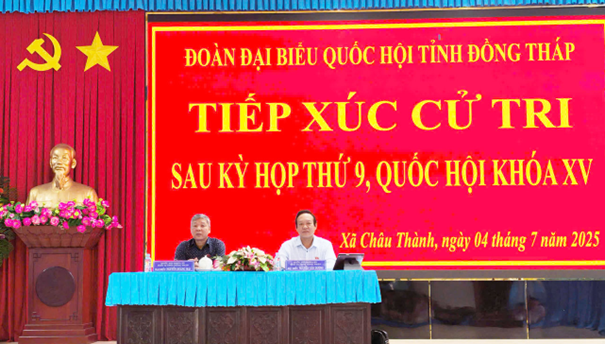 ĐOÀN ĐẠI BIỂU QUỐC HỘI TỈNH ĐỒNG THÁP
TIẾP XÚC CỬ TRI
SAU KỲ HỌP THỨ 9, QUỐC HỘI KHÓA XV
Xã Châu Thành, ngày 04 tháng 7 năm 2025